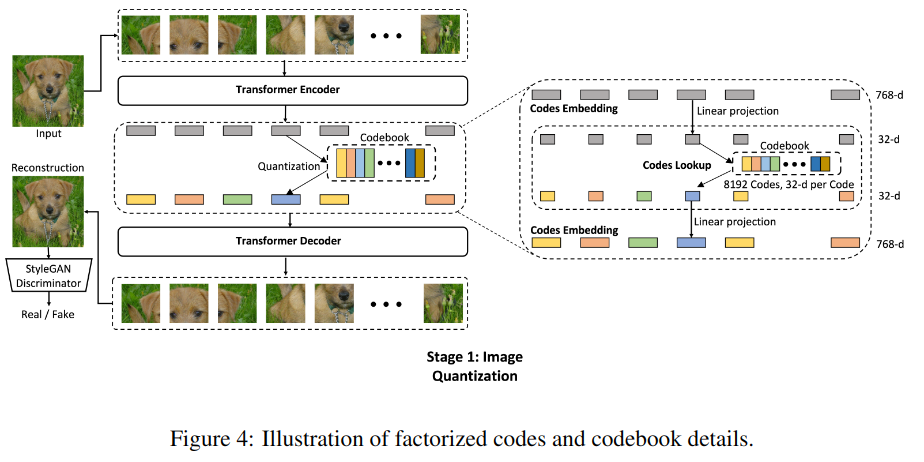 Transformer Encoder
Input
Codebook
Quantization
Reconstruction
Transformer Decoder
StyleGAN
Discriminator
Real / Fake
Codes Embedding
768-d
Linear projection
32-d
Codebook
Codes Lookup
8192 Codes, 32-d per Code
32-d
Linear projection
Codes Embedding
768-d
Stage 1: Image
Quantization
Figure 4: Illustration of factorized codes and codebook details.